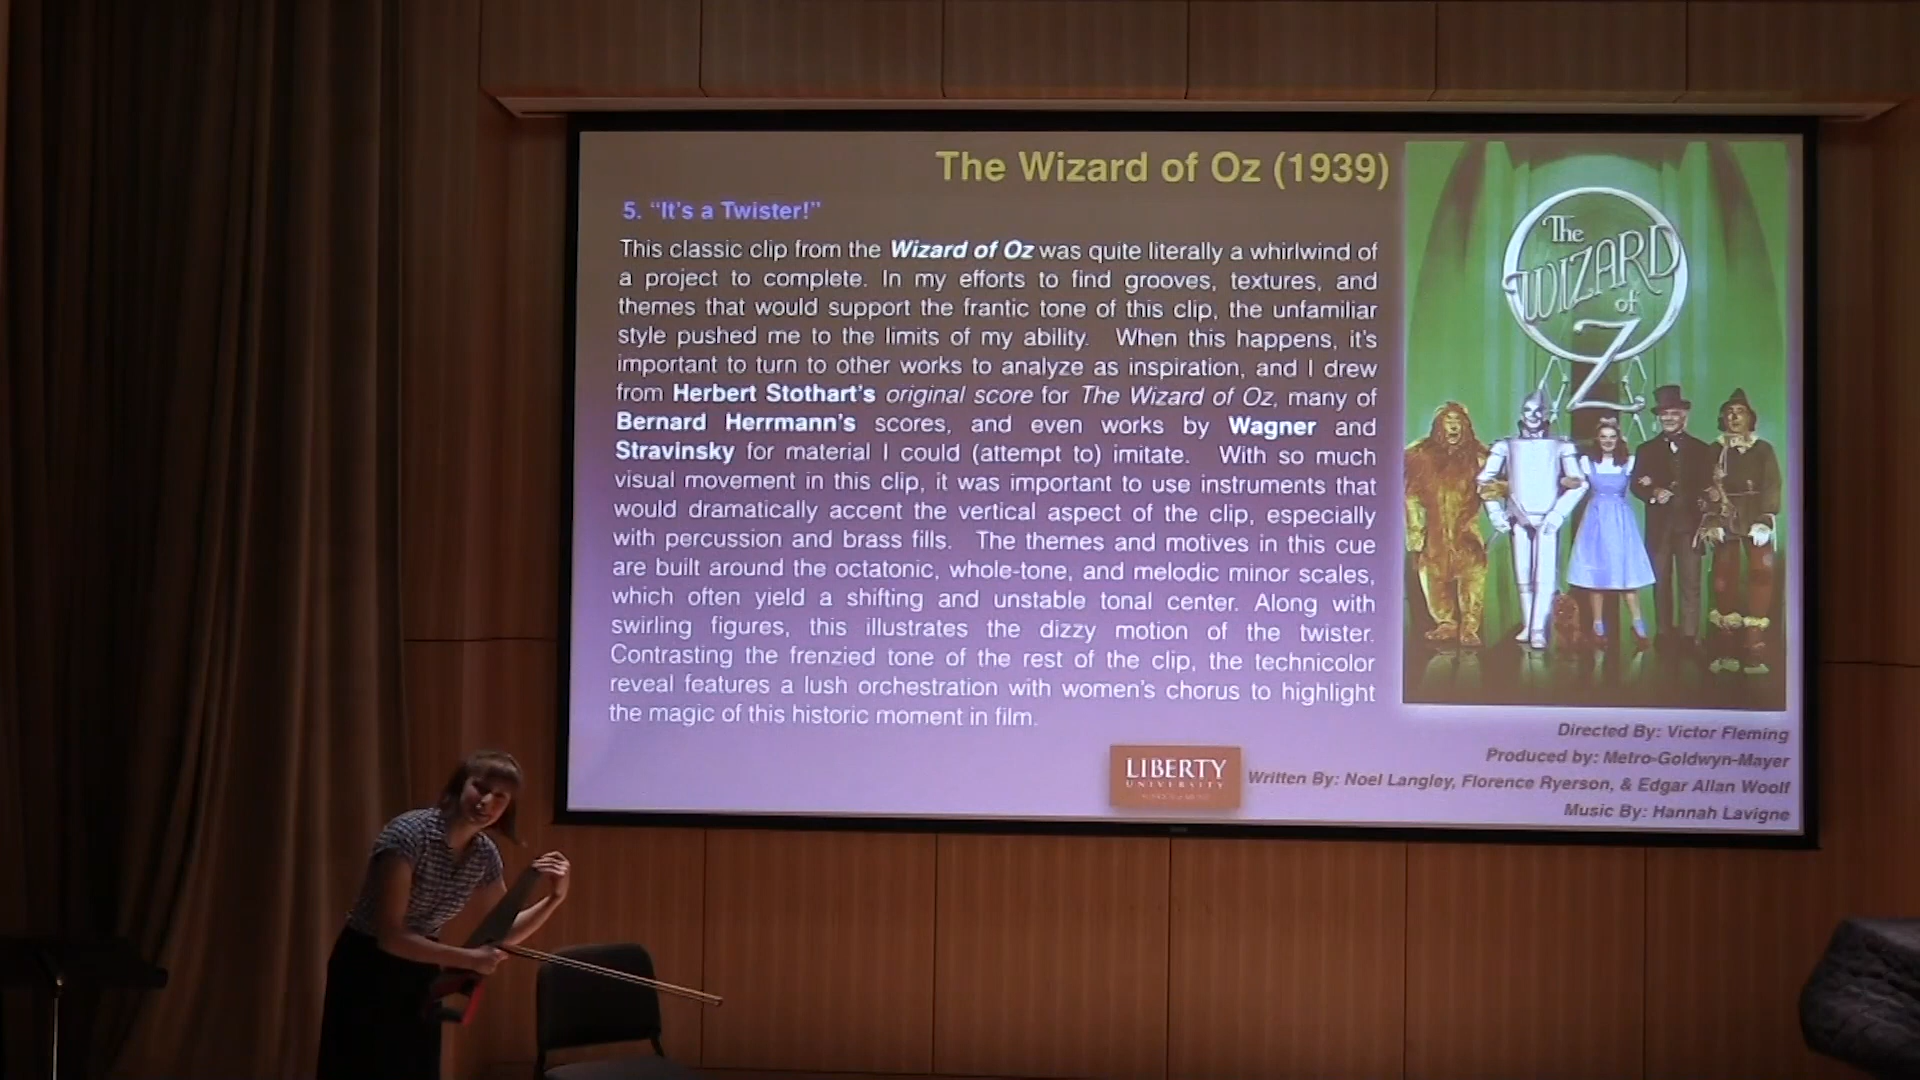 The Wizard of Oz (1939)
5. “It’s a Twister!”
This classic clip from the Wizard of Oz was quite literally a whirlwind of
a project to complete. In my efforts to find grooves, textures, and
themes that would support the frantic tone of this clip, the unfamiliar
style pushed me to the limits of my ability. When this happens, it’s
important to turn to other works to analyze as inspiration, and I drew
from Herbert Stothart’s original score for The Wizard of Oz, many of
Bernard Herrmann’s scores, and even works by Wagner and
Stravinsky for material I could (attempt to) imitate. With so much
visual movement in this clip, it was important to use instruments that
would dramatically accent the vertical aspect of the clip, especially
with percussion and brass fills. The themes and motives in this cue
are built around the octatonic, whole-tone, and melodic minor scales,
which often yield a shifting and unstable tonal center. Along with
swirling figures, this illustrates the dizzy motion of the twister.
Contrasting the frenzied tone of the rest of the clip, the technicolor
reveal features a lush orchestration with women’s chorus to highlight
the magic of this historic moment in film.
The
WIZARD
of
OZ
Directed By: Victor Fleming
Produced by: Metro-Goldwyn-Mayer
Written By: Noel Langley, Florence Ryerson, & Edgar Allan Woolf
Music By: Hannah Lavigne
LIBERTY
UNIVERSITY